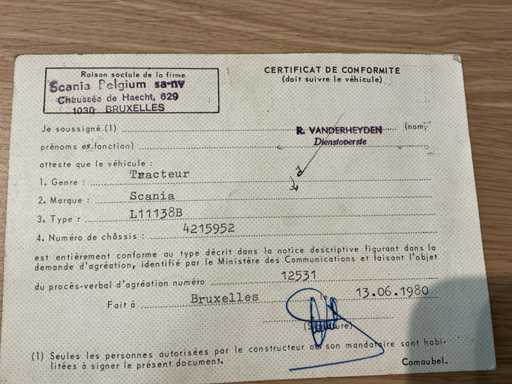 Raison sociale de la firme
Scania Belgium sa-nv
Chaussée de Haecht, 629
1030 BRUXELLES
CERTIFICAT DE CONFORMITE
(doit suivre le véhicule)
Je soussigné (1) R. VANDERHEYDEN (nom,
prénoms et fonction) Dienstoverste
atteste que le véhicule :
1. Genre : Tracteur
2. Marque : Scania
3. Type : L11138B
4. Numéro de châssis : 4215952
est entièrement conforme au type décrit dans la notice descriptive figurant dans la
demande d'agréation, identifié par le Ministère des Communications et faisant l'objet
du procès-verbal d'agréation numéro 12531
Fait à Bruxelles le 13.06.1980
(Signature)
(1) Seules les personnes autorisées par le constructeur ou son mandataire sont habi-
litées à signer le présent document. Comaubel.